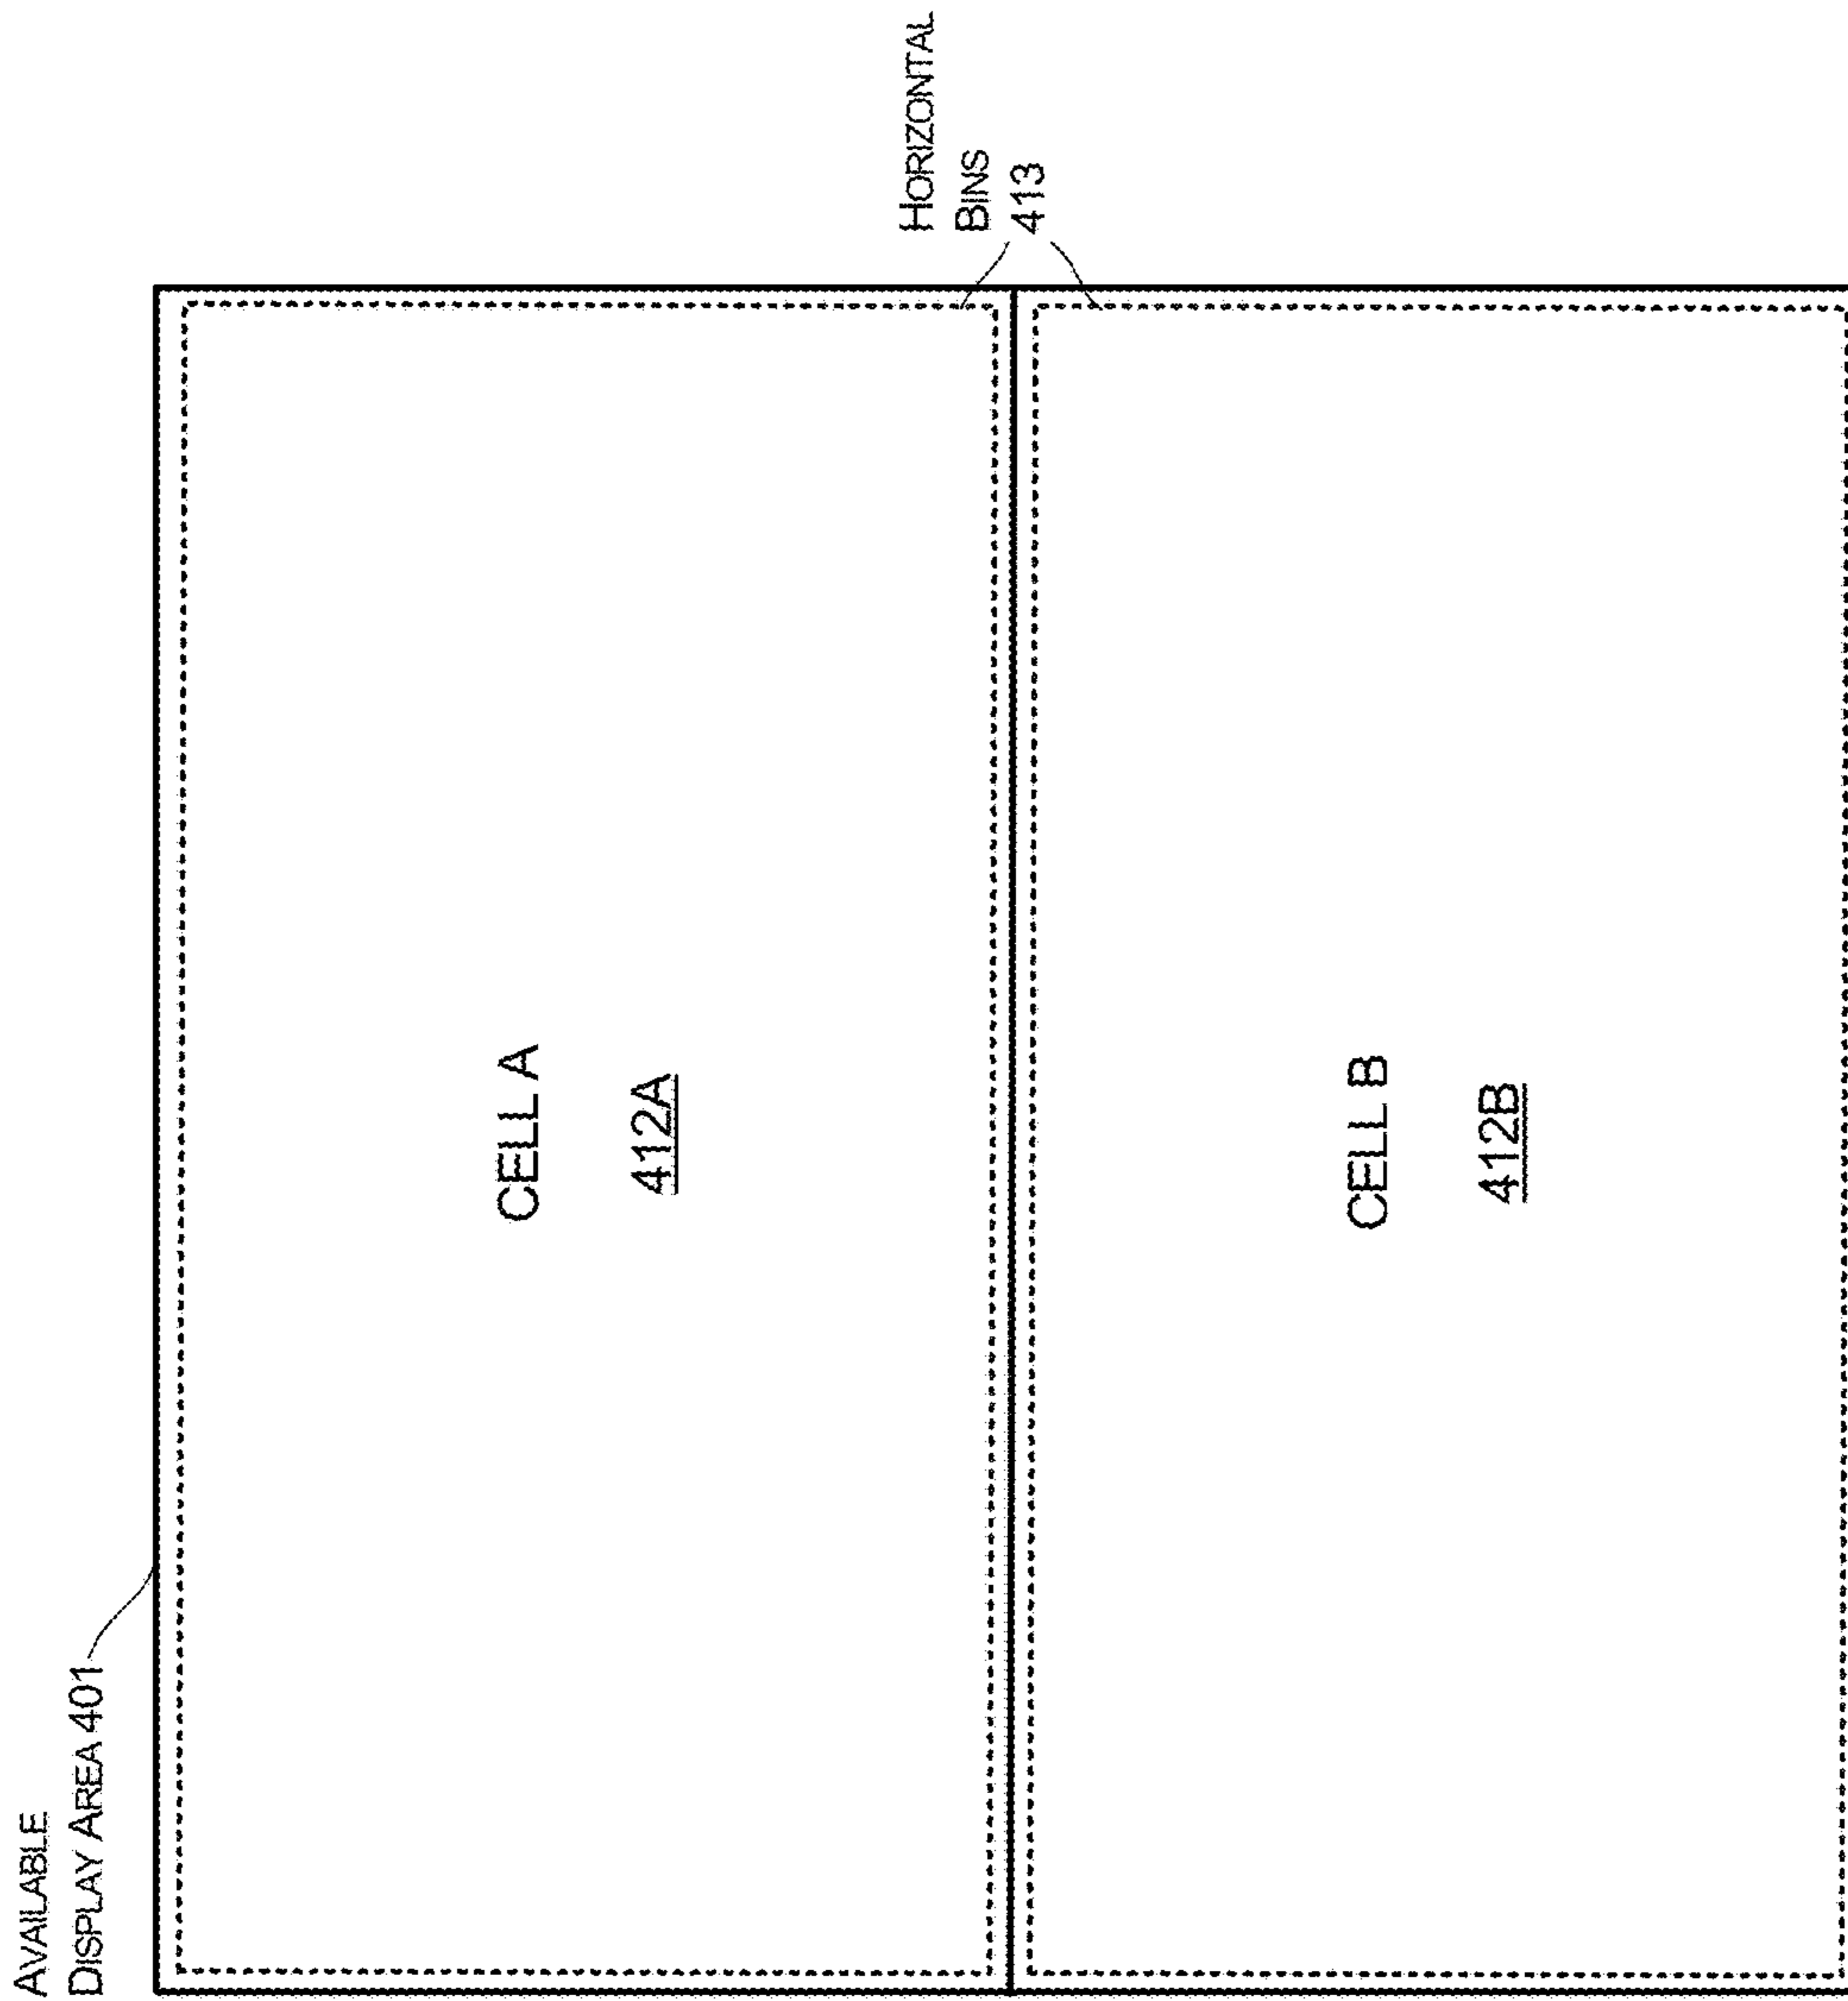 AVAILABLE
DISPLAY AREA 401
CELL A
412A
HORIZONTAL
BINS
413
CELL B
412B